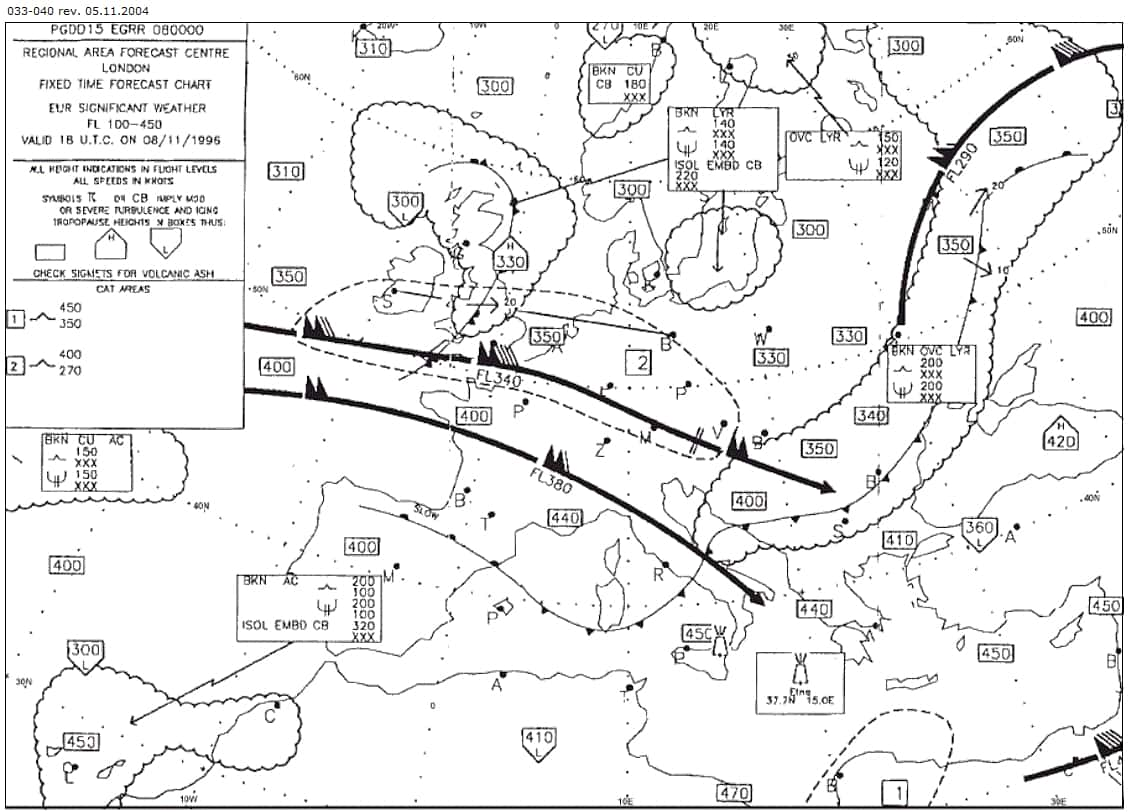 033-040 rev. 05.11.2004
PGDD15 EGRR 080000
REGIONAL AREA FORECAST CENTRE
LONDON
FIXED TIME FORECAST CHART
EUR SIGNIFICANT WEATHER
FL 100-450
VALID 18 U.T.C. ON 08/11/1996
ALL HEIGHT INDICATIONS IN FLIGHT LEVELS
ALL SPEEDS IN KNOTS
SYMBOLS OR CB IMPLY MOD
OR SEVERE TURBULENCE AND ICING
TROPOPAUSE HEIGHTS IN BOXES THUS:
H
L
CHECK SIGMETS FOR VOLCANIC ASH
CAT AREAS
1
450
350
2
400
270
20W
10W
0
20E
30E
60N
310
270
L
300
60N
300
BKN CU
CB 180
XXX
BKN LYR
140
XXX
140
XXX
ISOL EMBD CB
220
XXX
OVC LYR 150
XXX
120
XXX
350
310
FL290
300
L
300
300
20
50N
H
330
350
10
350
50N
S
20
350
B
W
330
330
400
400
FL340
2
BKN OVC LYR
200
XXX
200
XXX
P
P
400
340
V
B
M
Z
350
H
420
BKN CU AC
150
XXX
150
XXX
FL380
B
B
40N
SLOW
T
400
40N
440
S
360
L
A
410
400
400
M
R
BKN AC 200
100
200
100
ISOL EMBD CB 320
XXX
P
440
450
450
P
A
450
B
300
L
Etna
37.7N 15.0E
30N
A
T
C
0
450
410
L
B
C
FL4
470
1
10W
10E
30E